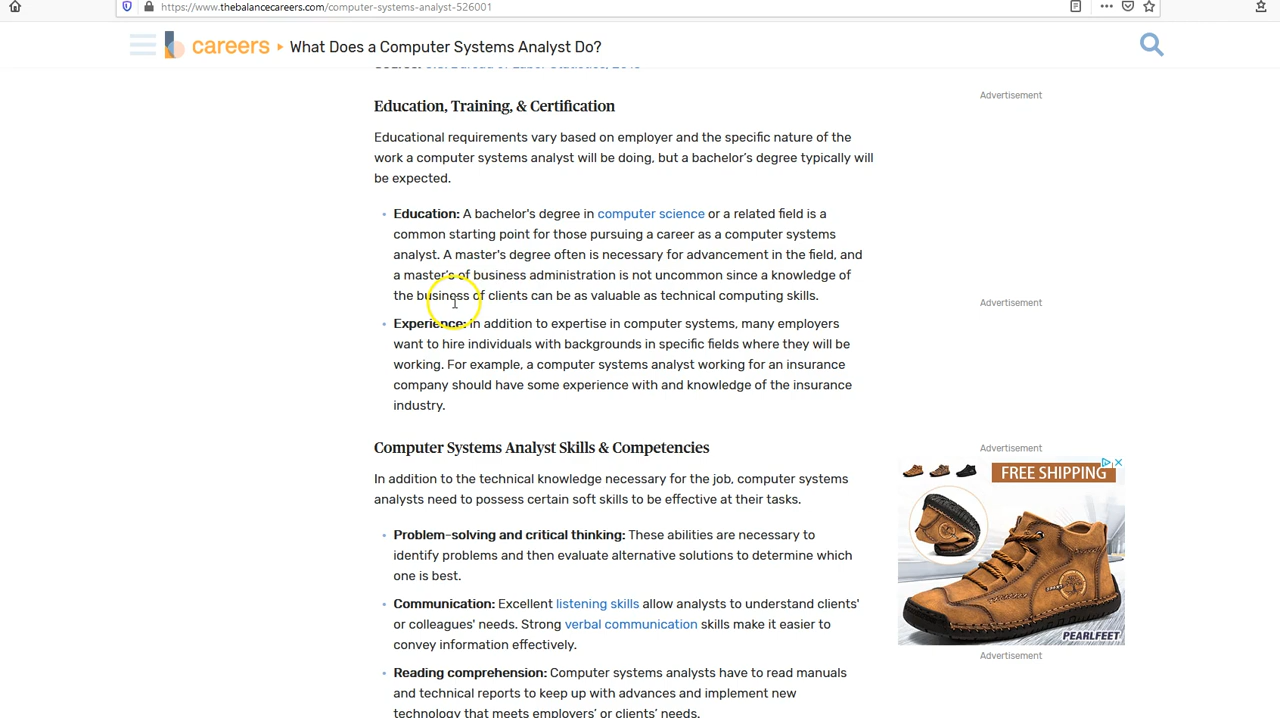 https://www.thebalancecareers.com/computer-systems-analyst-526001
careers ▸ What Does a Computer Systems Analyst Do?
Education, Training, & Certification
Educational requirements vary based on employer and the specific nature of the
work a computer systems analyst will be doing, but a bachelor's degree typically will
be expected.
• Education: A bachelor's degree in computer science or a related field is a
common starting point for those pursuing a career as a computer systems
analyst. A master's degree often is necessary for advancement in the field, and
a master's of business administration is not uncommon since a knowledge of
the business of clients can be as valuable as technical computing skills.
• Experience: In addition to expertise in computer systems, many employers
want to hire individuals with backgrounds in specific fields where they will be
working. For example, a computer systems analyst working for an insurance
company should have some experience with and knowledge of the insurance
industry.
Computer Systems Analyst Skills & Competencies
In addition to the technical knowledge necessary for the job, computer systems
analysts need to possess certain soft skills to be effective at their tasks.
• Problem-solving and critical thinking: These abilities are necessary to
identify problems and then evaluate alternative solutions to determine which
one is best.
• Communication: Excellent listening skills allow analysts to understand clients'
or colleagues' needs. Strong verbal communication skills make it easier to
convey information effectively.
• Reading comprehension: Computer systems analysts have to read manuals
and technical reports to keep up with advances and implement new
technology that meets employers' or clients' needs.
Advertisement
Advertisement
Advertisement
FREE SHIPPING
PEARLFEET
Advertisement